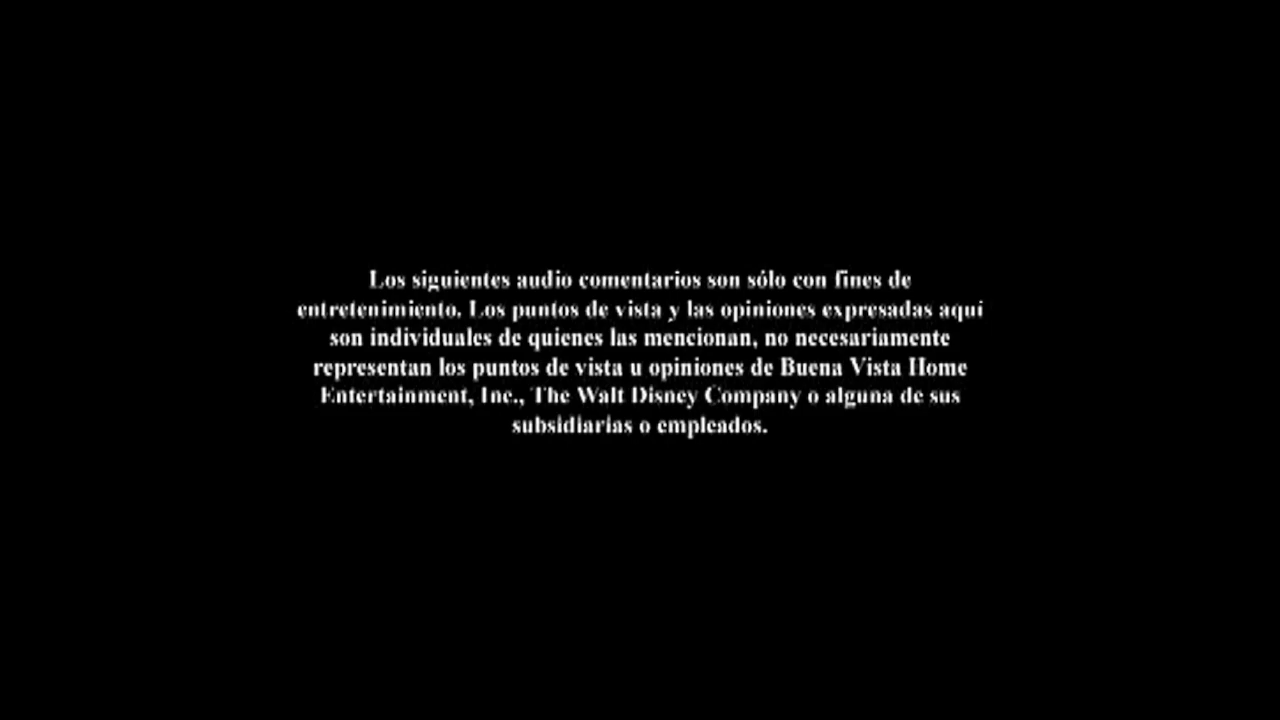 Los siguientes audio comentarios son sólo con fines de
entretenimiento. Los puntos de vista y las opiniones expresadas aquí
son individuales de quienes las mencionan, no necesariamente
representan los puntos de vista u opiniones de Buena Vista Home
Entertainment, Inc., The Walt Disney Company o alguna de sus
subsidiarias o empleados.